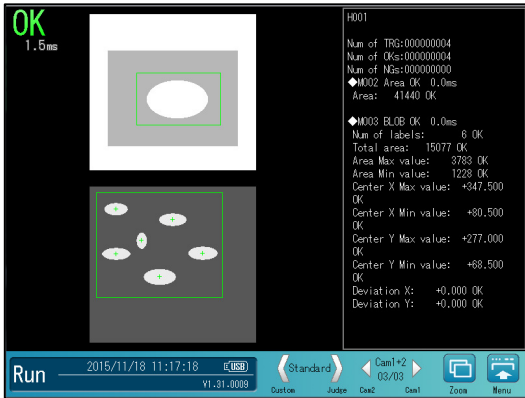 OK
1.5ms
H001
Num of TRG:000000004
Num of OKs:000000004
Num of NGs:000000000
◆M002 Area OK 0.0ms
Area: 41440 OK
◆M003 BLOB OK 0.0ms
Num of labels: 6 OK
Total area: 15077 OK
Area Max value: 3783 OK
Area Min value: 1228 OK
Center X Max value: +347.500
OK
Center X Min value: +80.500
OK
Center Y Max value: +277.000
OK
Center Y Min value: +68.500
OK
Deviation X: +0.000 OK
Deviation Y: +0.000 OK
Run
2015/11/18 11:17:18
E:USB
V1.31.0009
Standard
Custom Judge
Cam1+2
03/03
Cam2 Cam1
Zoom
Menu